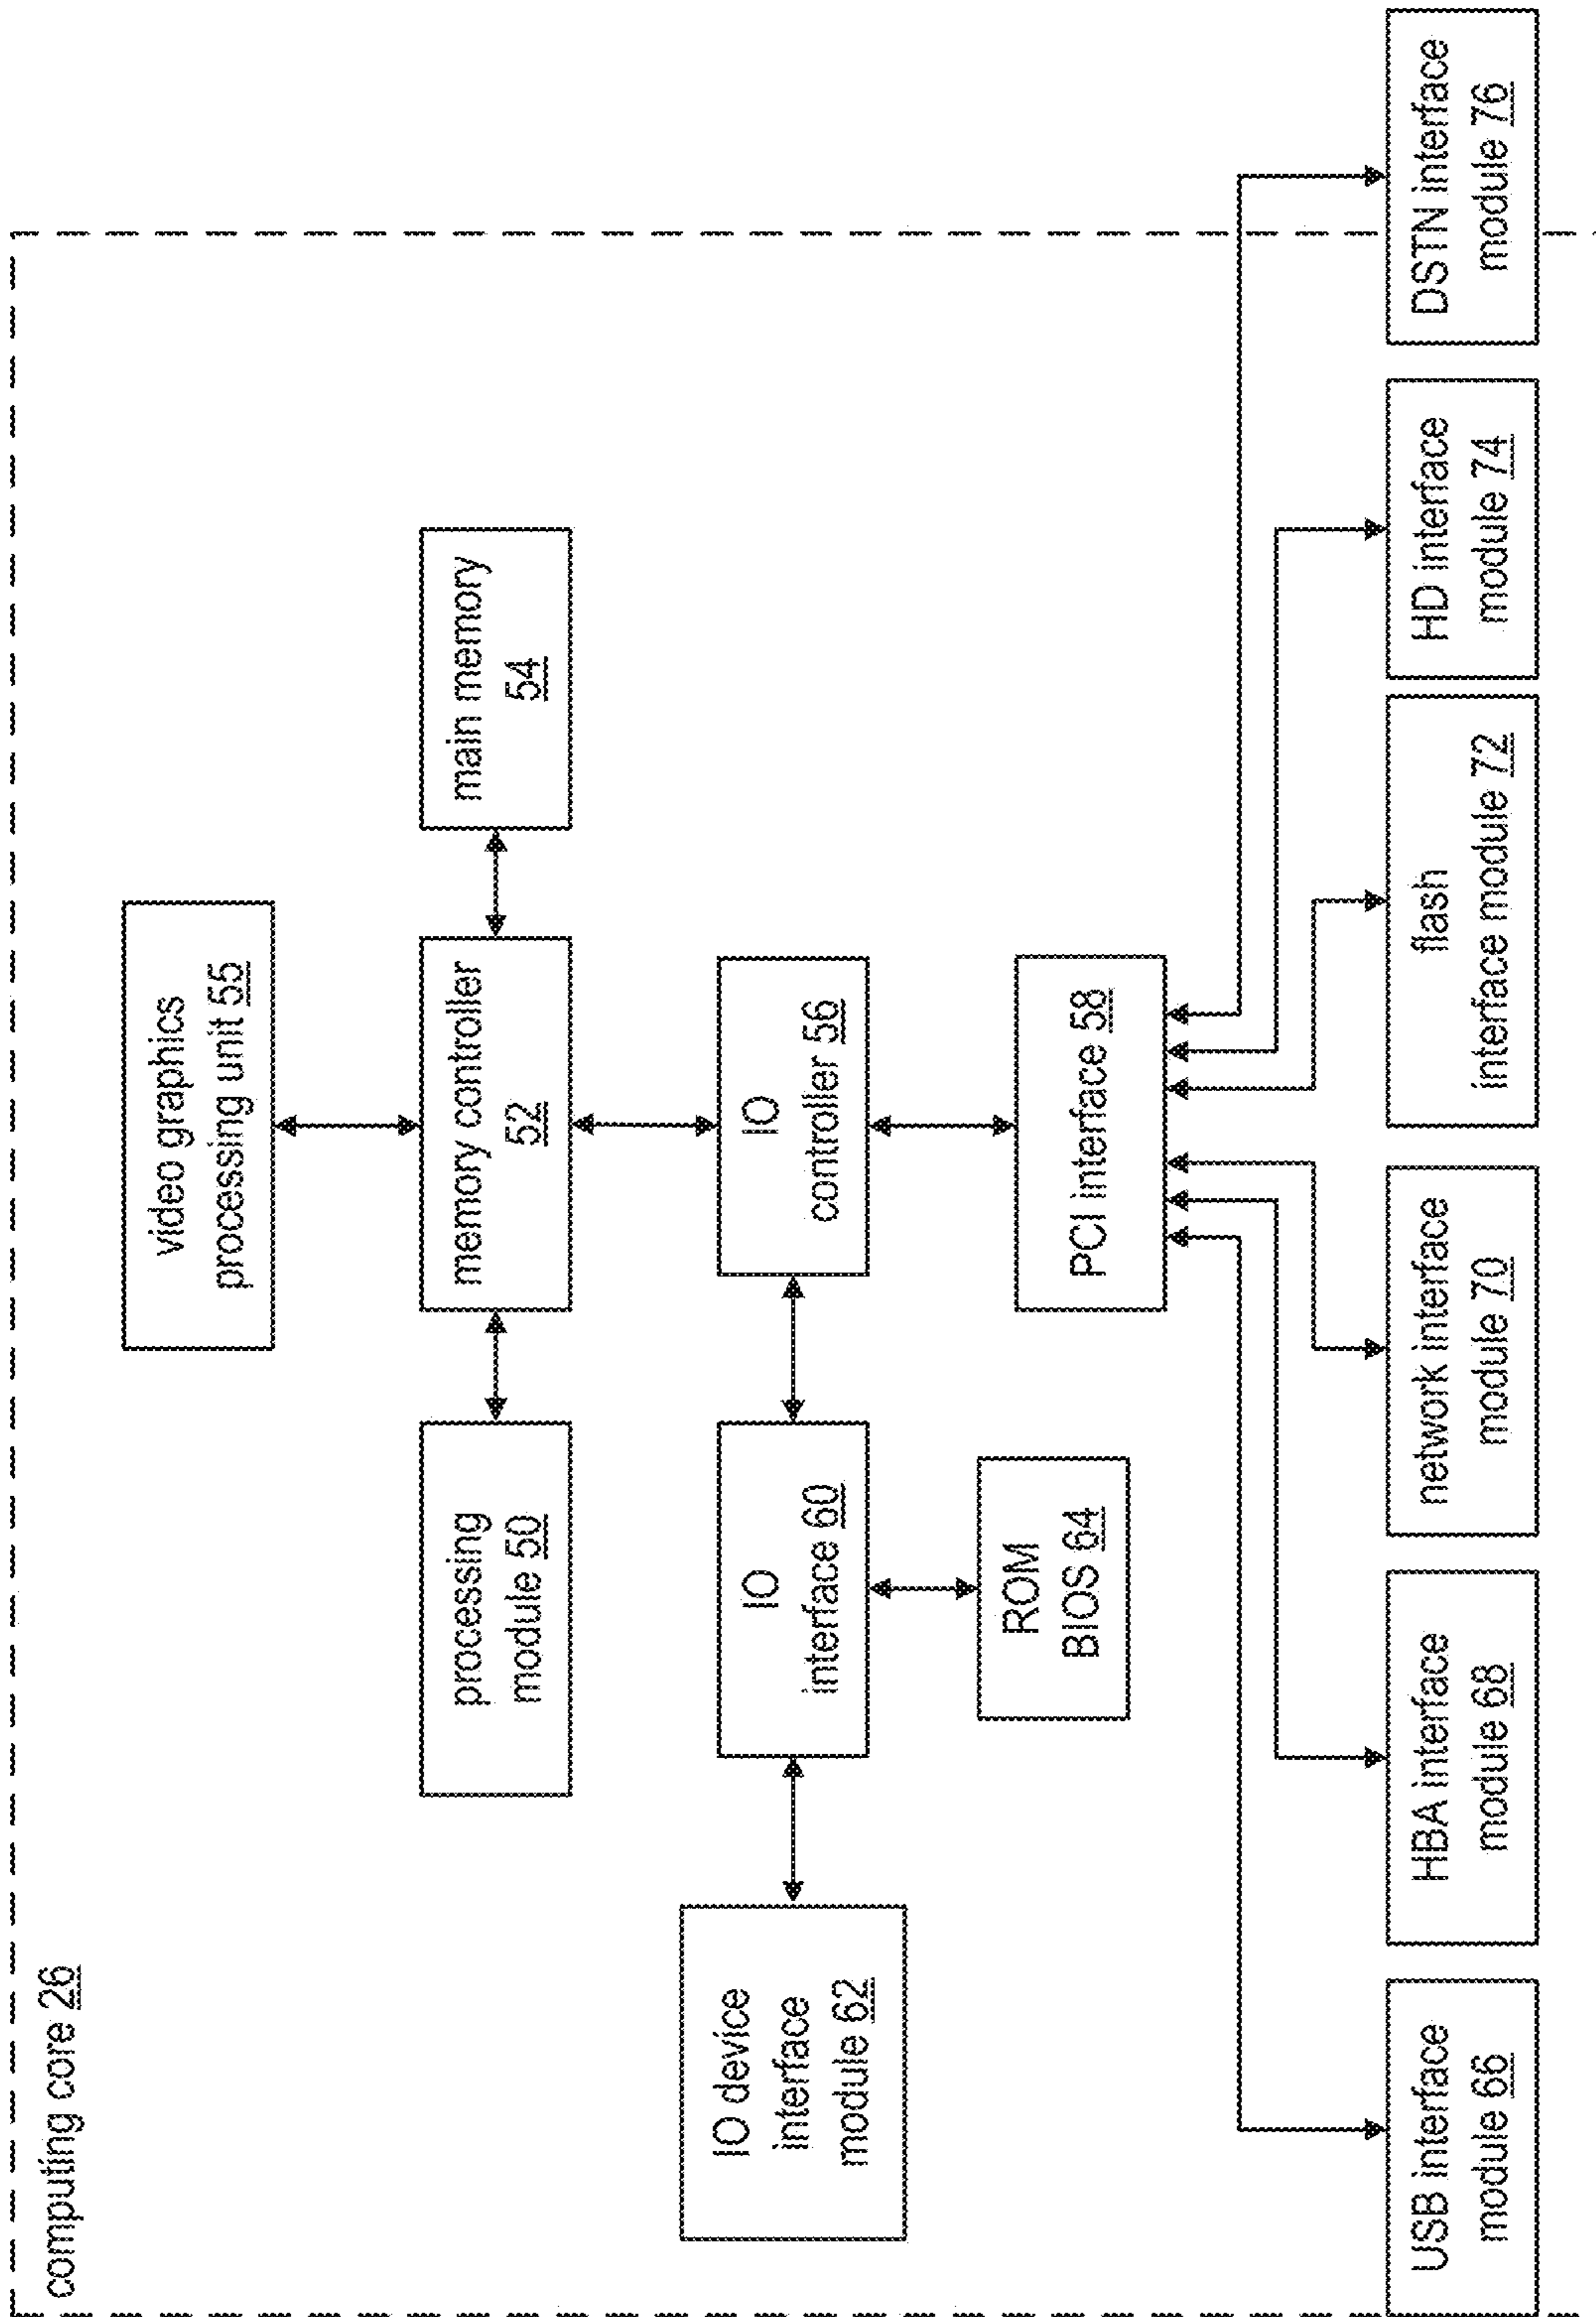 computing core 26
video graphics
processing unit 55
processing
module 50
memory controller
52
main memory
54
IO device
interface
module 62
IO
interface 60
IO
controller 56
ROM
BIOS 64
PCI interface 58
USB interface
module 66
HBA interface
module 68
network interface
module 70
flash
interface module 72
HD interface
module 74
DSTN interface
module 76